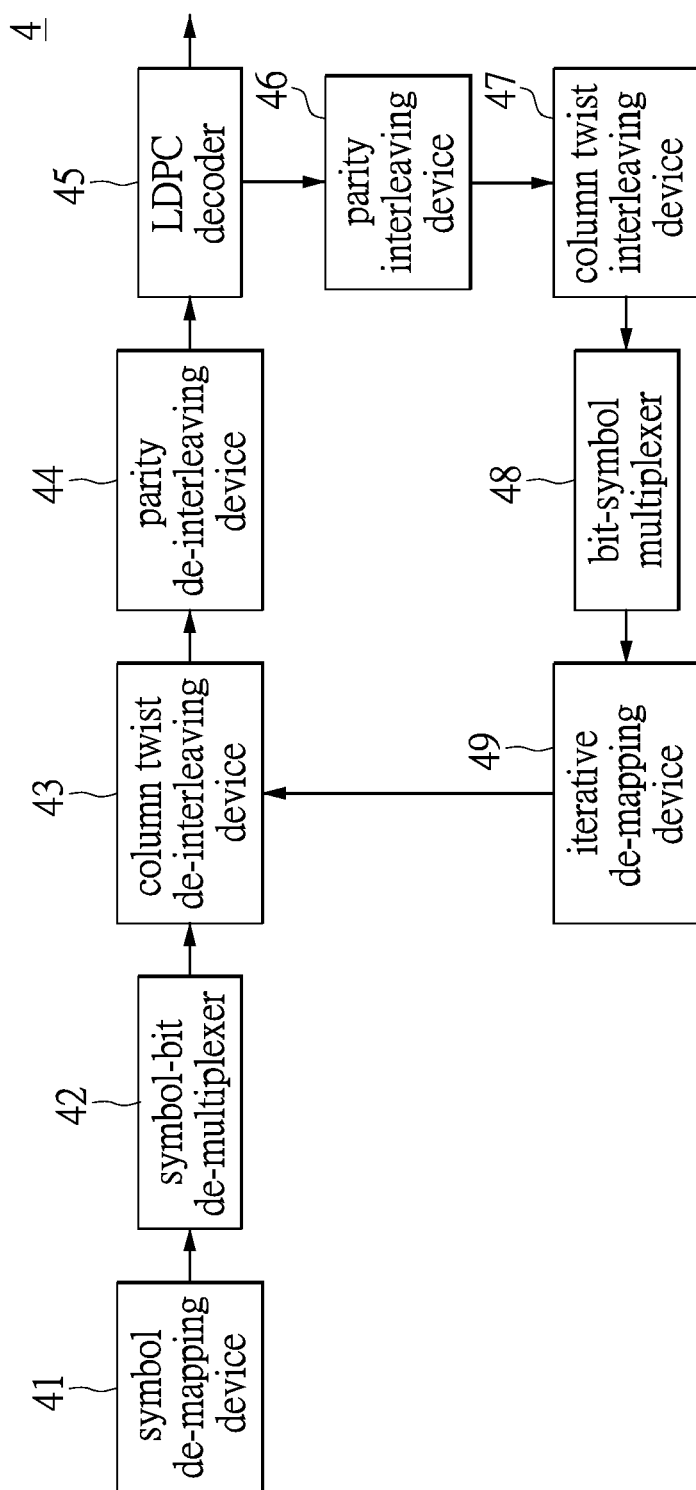 4
41
symbol
de-mapping
device
42
symbol-bit
de-multiplexer
43
column twist
de-interleaving
device
44
parity
de-interleaving
device
45
LDPC
decoder
46
parity
interleaving
device
47
column twist
interleaving
device
48
bit-symbol
multiplexer
49
iterative
de-mapping
device